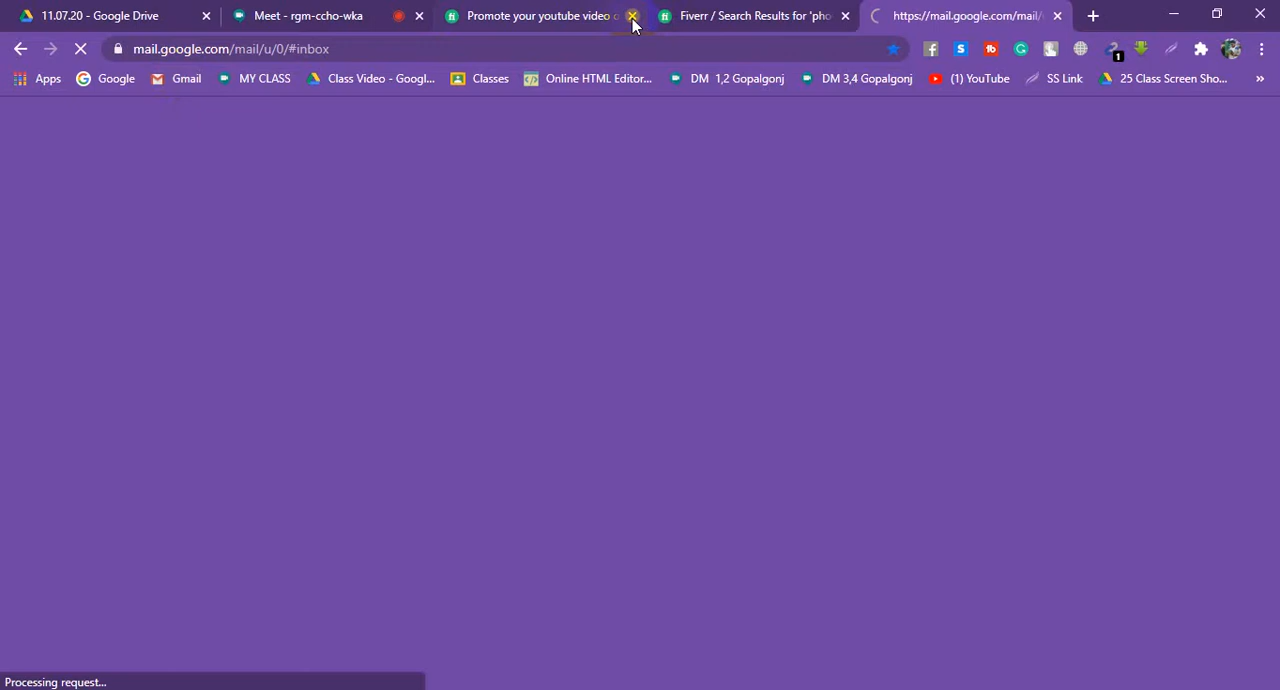 11.07.20 - Google Drive
Meet - rgm-ccho-wka
Promote your youtube video o
Fiverr / Search Results for 'pho
https://mail.google.com/mail/
mail.google.com/mail/u/0/#inbox
1
Apps
Google
Gmail
MY CLASS
Class Video - Googl...
Classes
Online HTML Editor...
DM 1,2 Gopalgonj
DM 3,4 Gopalgonj
(1) YouTube
SS Link
25 Class Screen Sho...
Processing request...